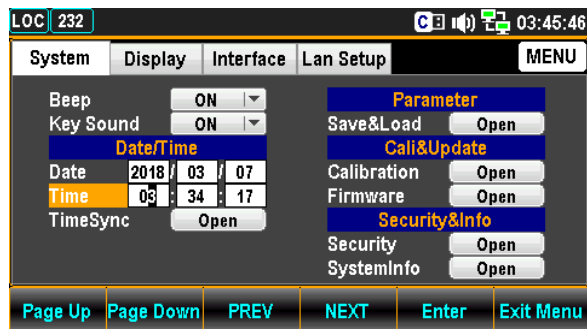 LOC 232 C 03:45:46
System Display Interface Lan Setup MENU
Beep ON
Key Sound ON
Date/Time
Date 2018 / 03 / 07
Time 03 : 34 : 17
TimeSync Open
Parameter
Save&Load Open
Cali&Update
Calibration Open
Firmware Open
Security&Info
Security Open
SystemInfo Open
Page Up Page Down PREV NEXT Enter Exit Menu